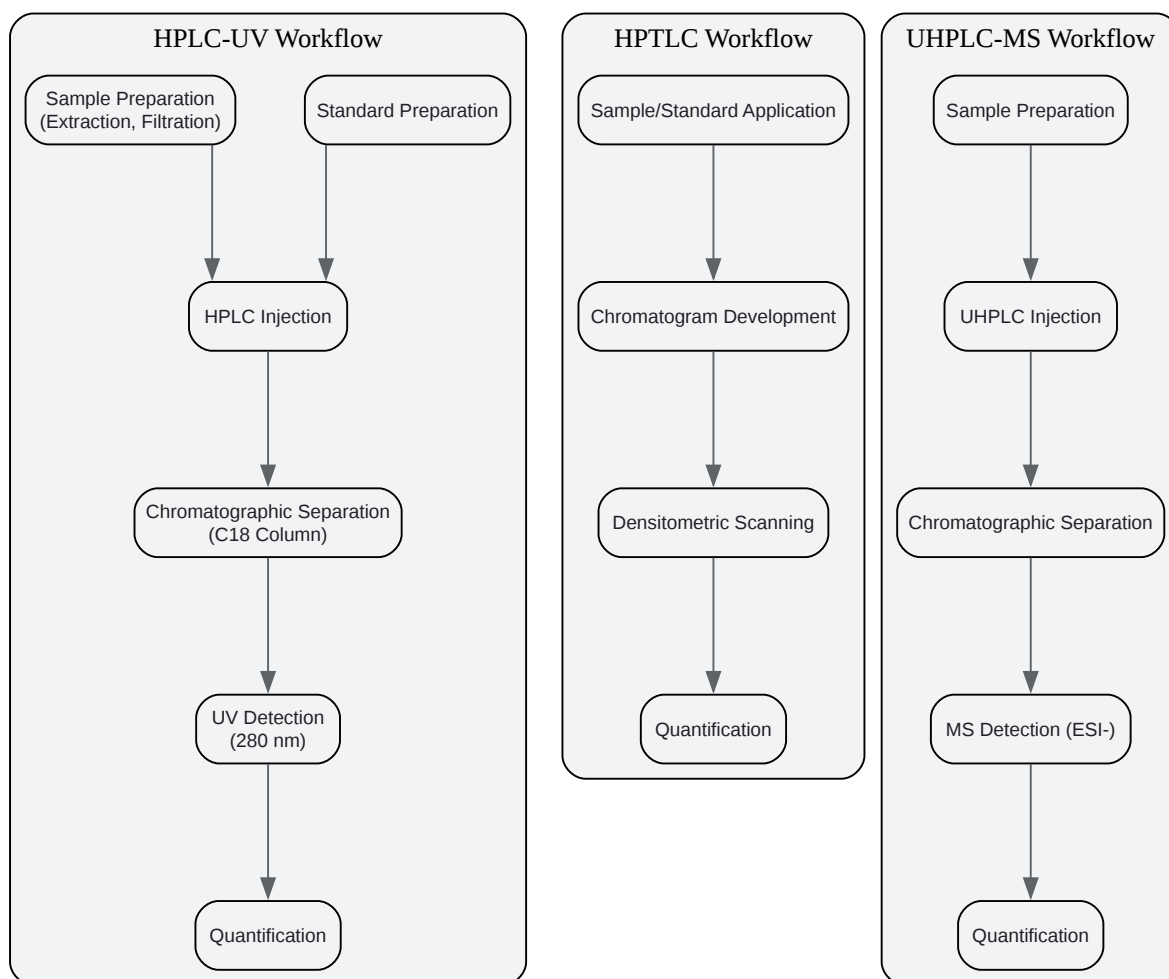 HPLC-UV Workflow
Sample Preparation
(Extraction, Filtration)
Standard Preparation
HPLC Injection
Chromatographic Separation
(C18 Column)
UV Detection
(280 nm)
Quantification
HPTLC Workflow
Sample/Standard Application
Chromatogram Development
Densitometric Scanning
Quantification
UHPLC-MS Workflow
Sample Preparation
UHPLC Injection
Chromatographic Separation
MS Detection (ESI-)
Quantification